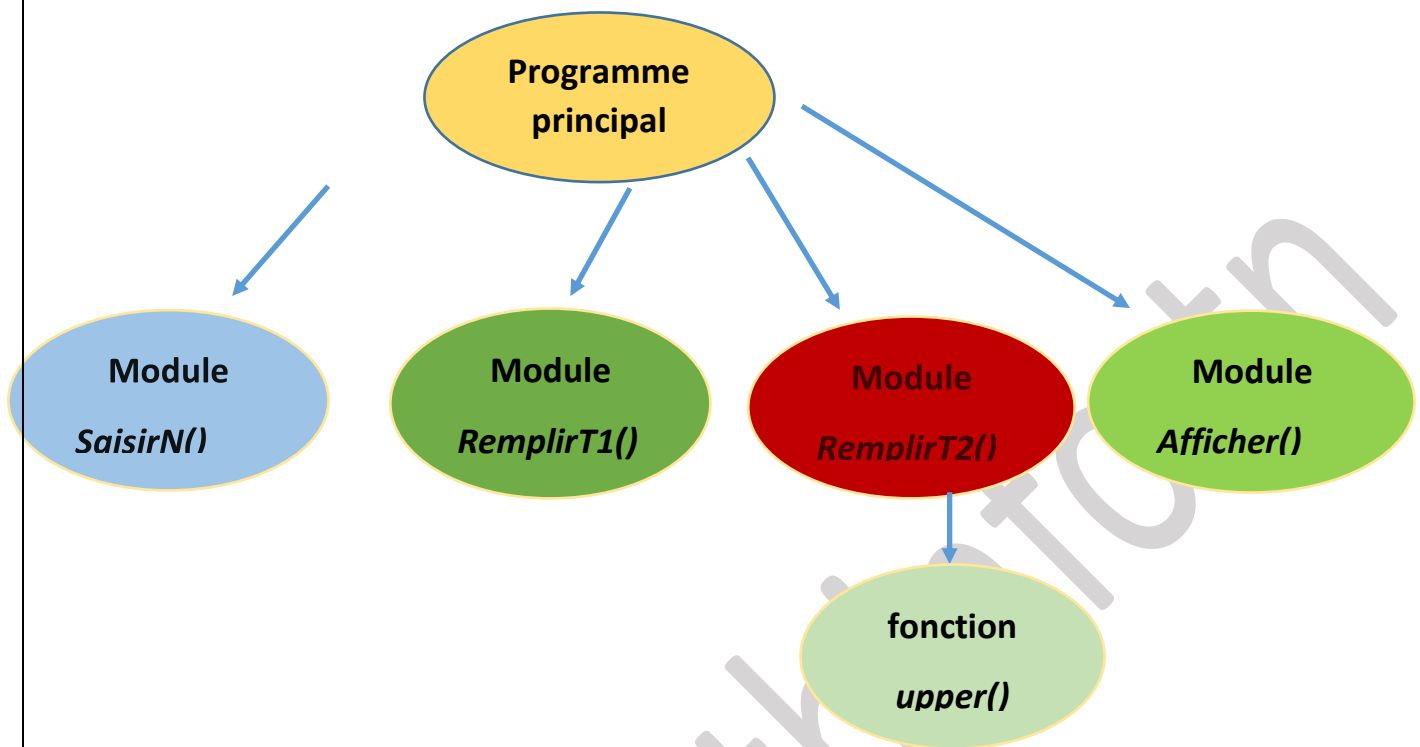 Programme
principal
Module
SaisirN()
Module
RemplirT1()
Module
RemplirT2()
Module
Afficher()
fonction
upper()